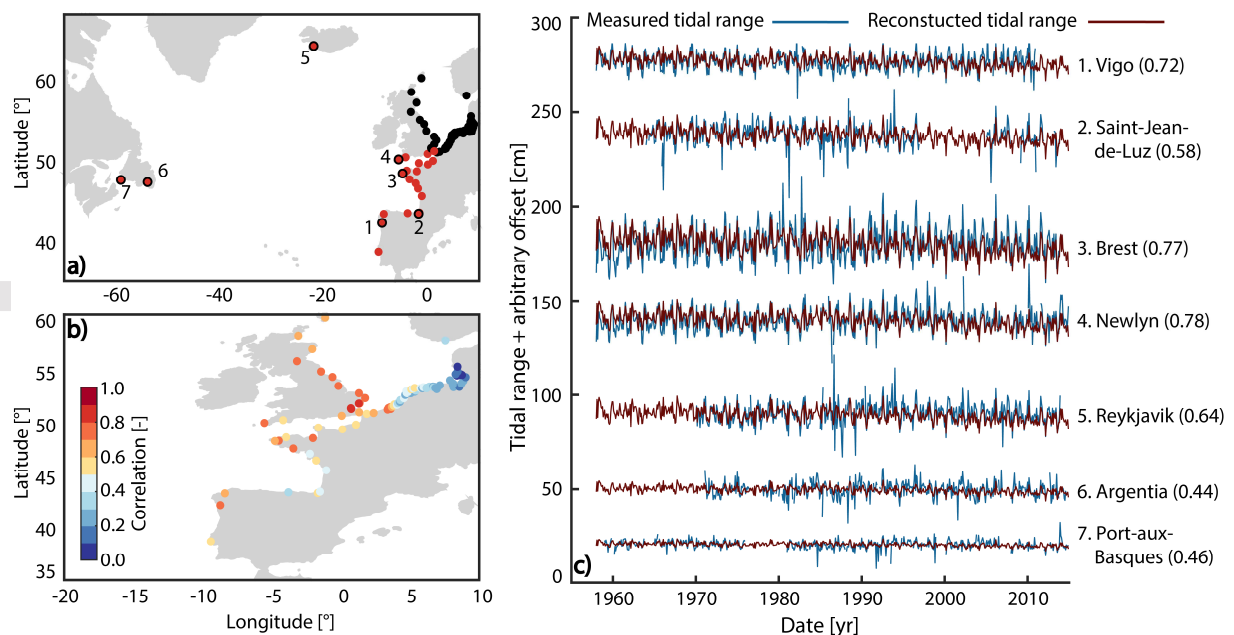 Latitude [°]
60
50
40
5
4
3
6
7
1
2
a)
-60
-40
-20
0
b)
Latitude [°]
60
55
50
45
40
35
1.0
0.8
0.6
0.4
0.2
0.0
Correlation [-]
-20
-15
-10
-5
0
5
10
Longitude [°]
Measured tidal range
Reconstucted tidal range
Tidal range + arbitrary offset [cm]
300
250
200
150
100
50
0
1. Vigo (0.72)
2. Saint-Jean-
de-Luz (0.58)
3. Brest (0.77)
4. Newlyn (0.78)
5. Reykjavik (0.64)
6. Argentia (0.44)
7. Port-aux-
Basques (0.46)
c)
1960
1970
1980
1990
2000
2010
Date [yr]